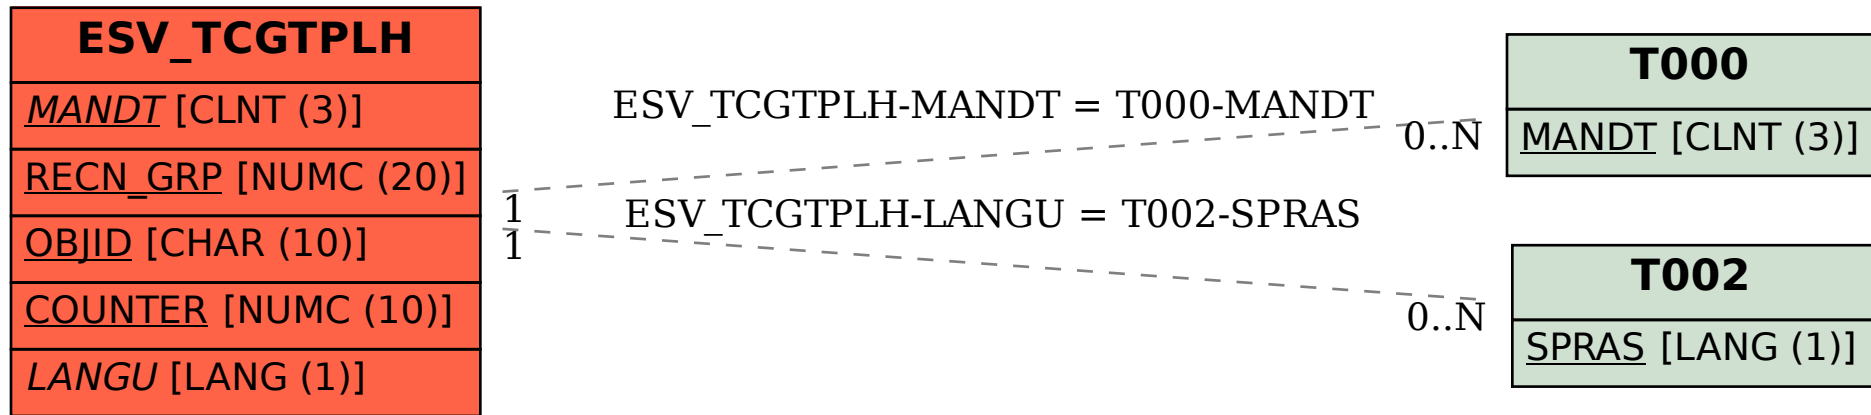 ESV_TCGTPLH
MANDT [CLNT (3)]
RECN_GRP [NUMC (20)]
OBJID [CHAR (10)]
COUNTER [NUMC (10)]
LANGU [LANG (1)]
ESV_TCGTPLH-MANDT = T000-MANDT
0..N
1
ESV_TCGTPLH-LANGU = T002-SPRAS
1
0..N
T000
MANDT [CLNT (3)]
T002
SPRAS [LANG (1)]